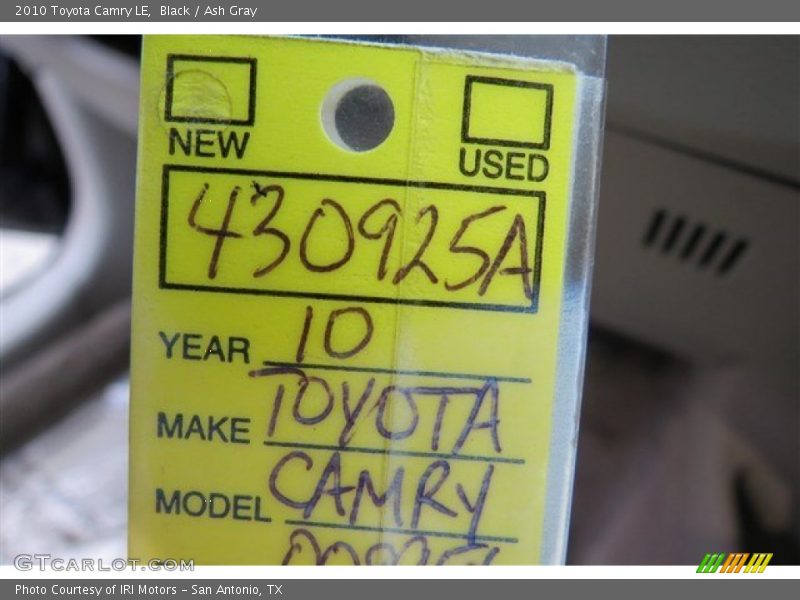 2010 Toyota Camry LE,  Black / Ash Gray
NEW USED
430925A
YEAR 10
MAKE TOYOTA
MODEL CAMRY
GTCARLOT.COM
Photo Courtesy of IRI Motors – San Antonio, TX